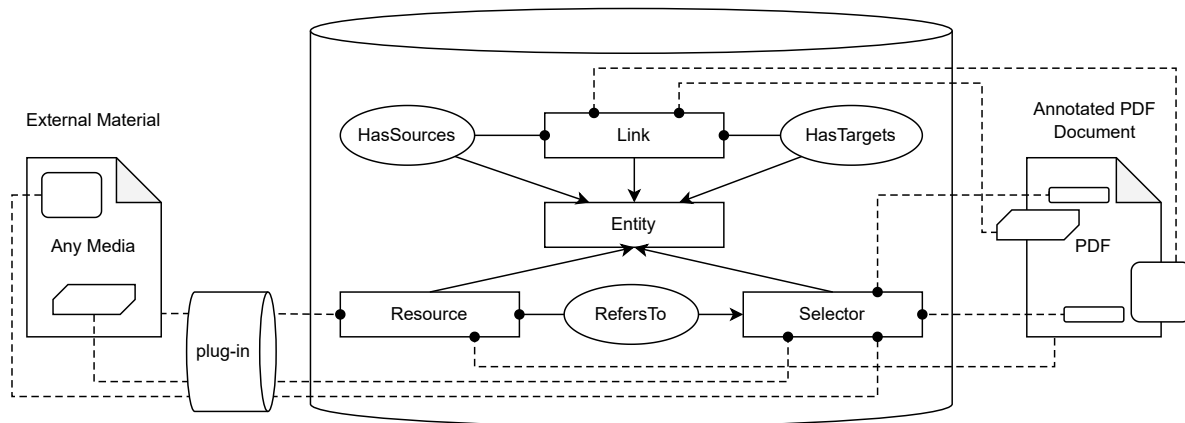 External Material
Any Media
plug-in
HasSources
Link
HasTargets
Entity
Resource
RefersTo
Selector
Annotated PDF
Document
PDF